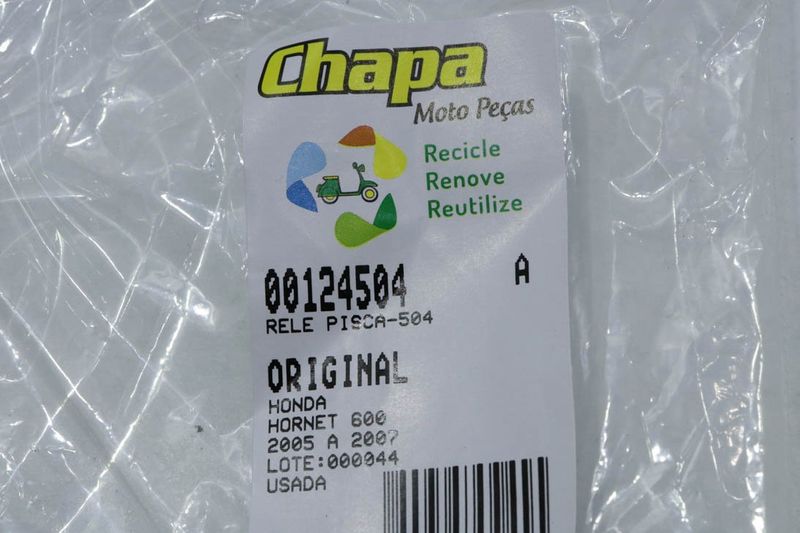 Chapa
Moto Peças
Recicle
Renove
Reutilize
00124504 A
RELE PISCA-504
ORIGINAL
HONDA
HORNET 600
2005 A 2007
LOTE:000044
USADA